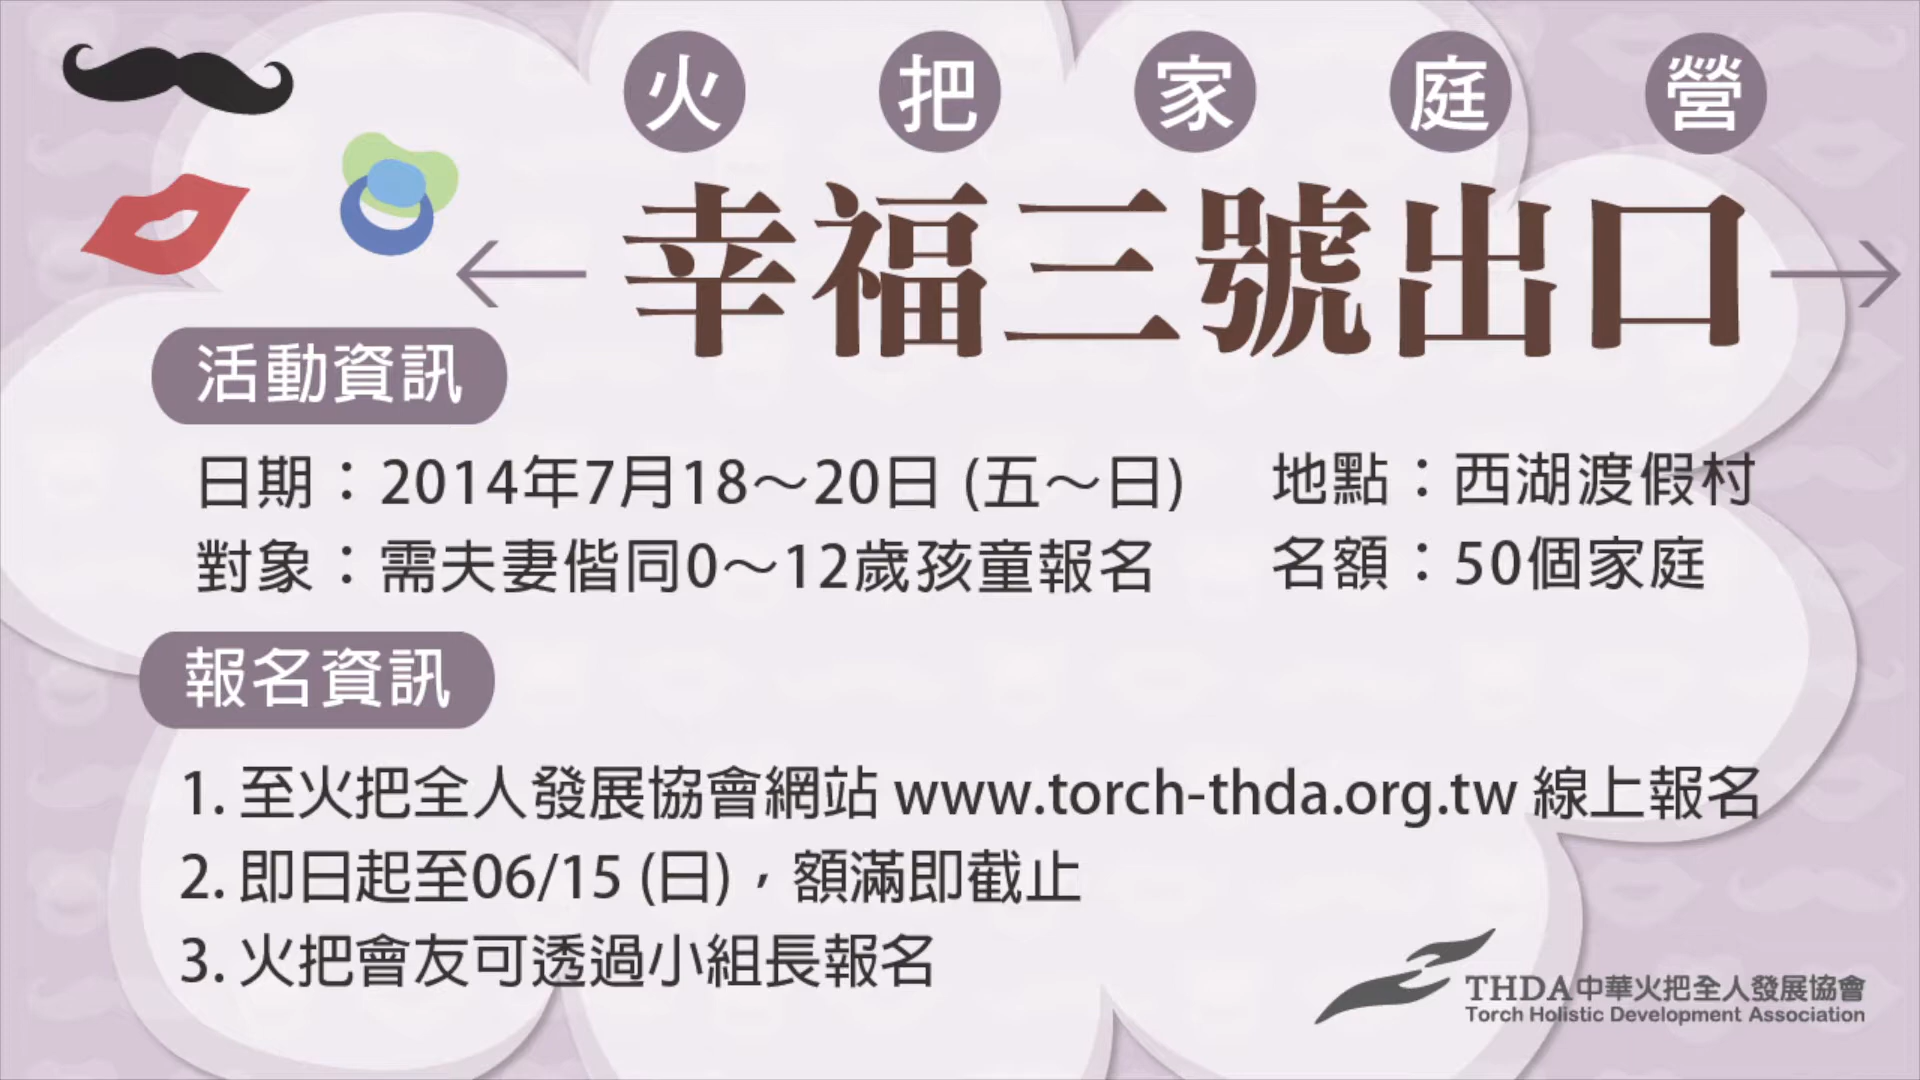 火把家庭營
幸福三號出口
活動資訊
日期：2014年7月18～20日 (五～日)
地點：西湖渡假村
對象：需夫妻偕同0～12歲孩童報名
名額：50個家庭
報名資訊
1. 至火把全人發展協會網站 www.torch-thda.org.tw 線上報名
2. 即日起至06/15 (日)，額滿即截止
3. 火把會友可透過小組長報名
THDA中華火把全人發展協會
Torch Holistic Development Association